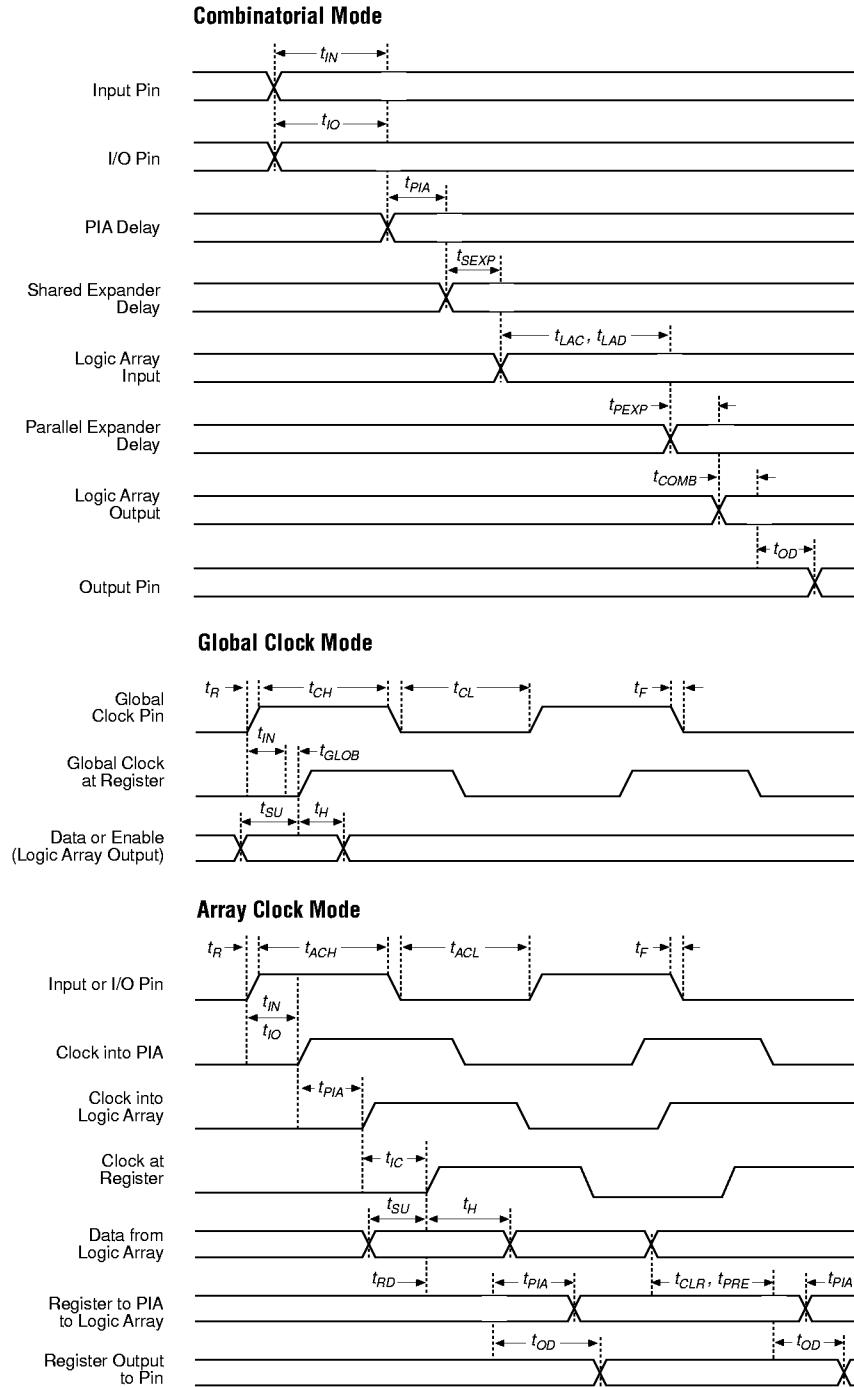 Combinatorial Mode
tIN
Input Pin
tIO
I/O Pin
tPIA
PIA Delay
tSEXP
Shared Expander
Delay
tLAC, tLAD
Logic Array
Input
tPEXP
Parallel Expander
Delay
tCOMB
Logic Array
Output
tOD
Output Pin
Global Clock Mode
tR tCH tCL tF
Global
Clock Pin
tIN tGLOB
Global Clock
at Register
tSU tH
Data or Enable
(Logic Array Output)
Array Clock Mode
tR tACH tACL tF
Input or I/O Pin
tIN
tIO
Clock into PIA
tPIA
Clock into
Logic Array
tIC
Clock at
Register
tSU tH
Data from
Logic Array
tRD tPIA tCLR, tPRE tPIA
Register to PIA
to Logic Array
tOD tOD
Register Output
to Pin